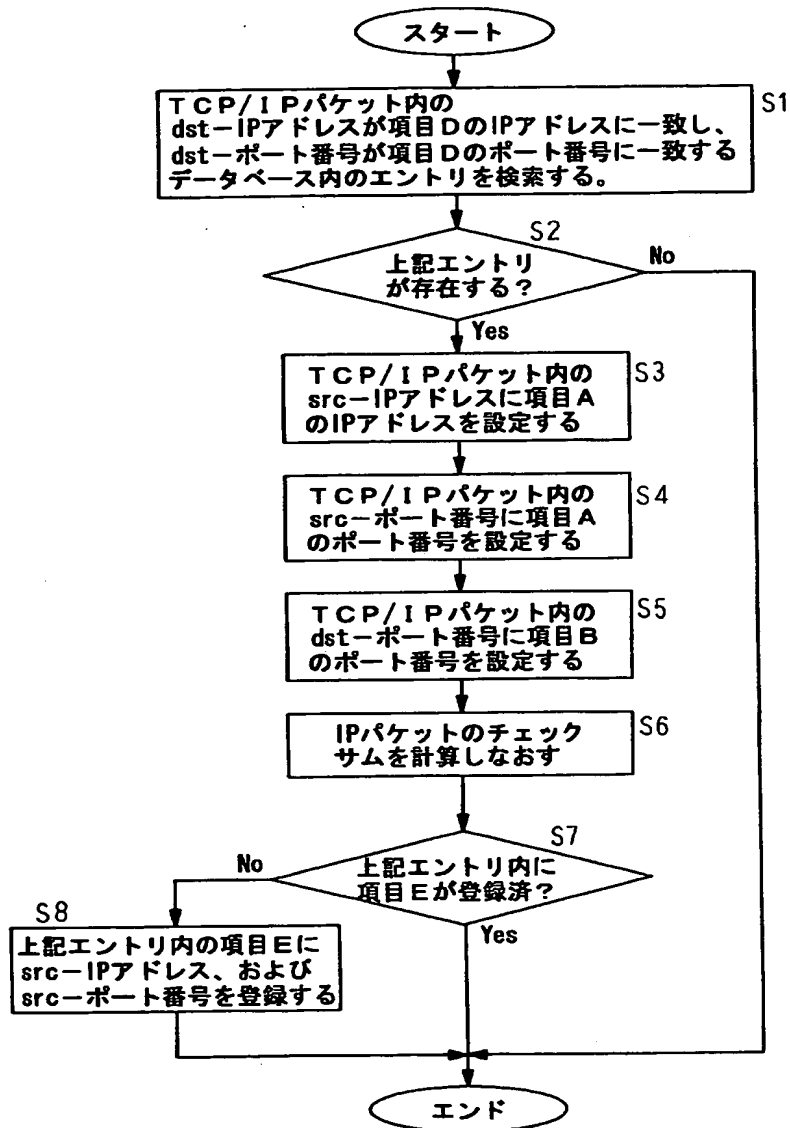 スタート
TCP/IPパケット内の
dst－IPアドレスが項目DのIPアドレスに一致し、
dst－ポート番号が項目Dのポート番号に一致する
データベース内のエントリを検索する。
S1
S2
上記エントリ
が存在する？
No
Yes
TCP/IPパケット内の
src－IPアドレスに項目A
のIPアドレスを設定する
S3
TCP/IPパケット内の
src－ポート番号に項目A
のポート番号を設定する
S4
TCP/IPパケット内の
dst－ポート番号に項目B
のポート番号を設定する
S5
IPパケットのチェック
サムを計算しなおす
S6
S7
上記エントリ内に
項目Eが登録済？
No
Yes
S8
上記エントリ内の項目Eに
src－IPアドレス、および
src－ポート番号を登録する
エンド